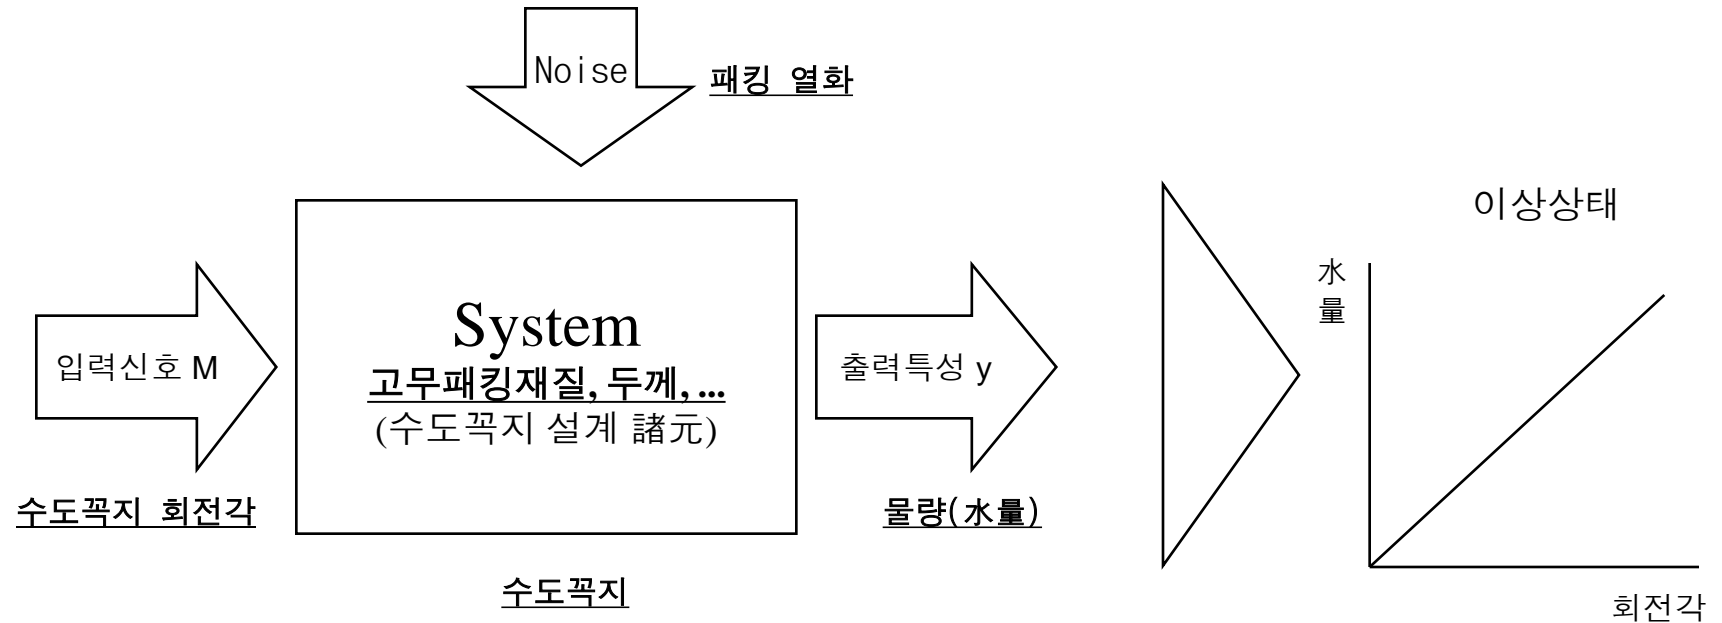 Noise
패킹 열화
이상상태
水
量
System
입력신호 M
고무패킹재질, 두께, ...
(수도꼭지 설계 諸元)
출력특성 y
수도꼭지 회전각
물량(水量)
수도꼭지
회전각